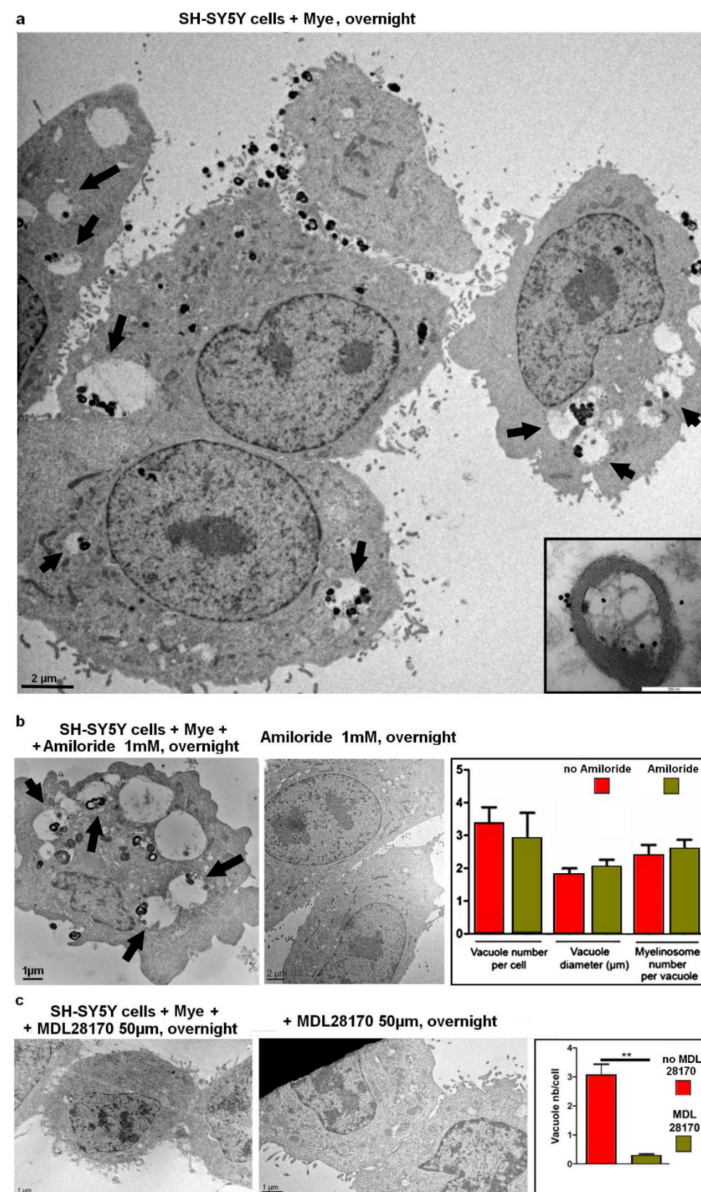 a
SH-SY5Y cells + Mye, overnight
2 µm
b
SH-SY5Y cells + Mye +
+ Amiloride 1mM, overnight
Amiloride 1mM, overnight
1µm
2 µm
no Amiloride
Amiloride
5
4
3
2
1
0
Vacuole number
per cell
Vacuole
diameter (µm)
Myelinosome
number
per vacuole
c
SH-SY5Y cells + Mye +
+ MDL28170 50µm, overnight
+ MDL28170 50µm, overnight
1 µm
1 µm
Vacuole nb/cell
3
2
1
0
**
no MDL
28170
MDL
28170